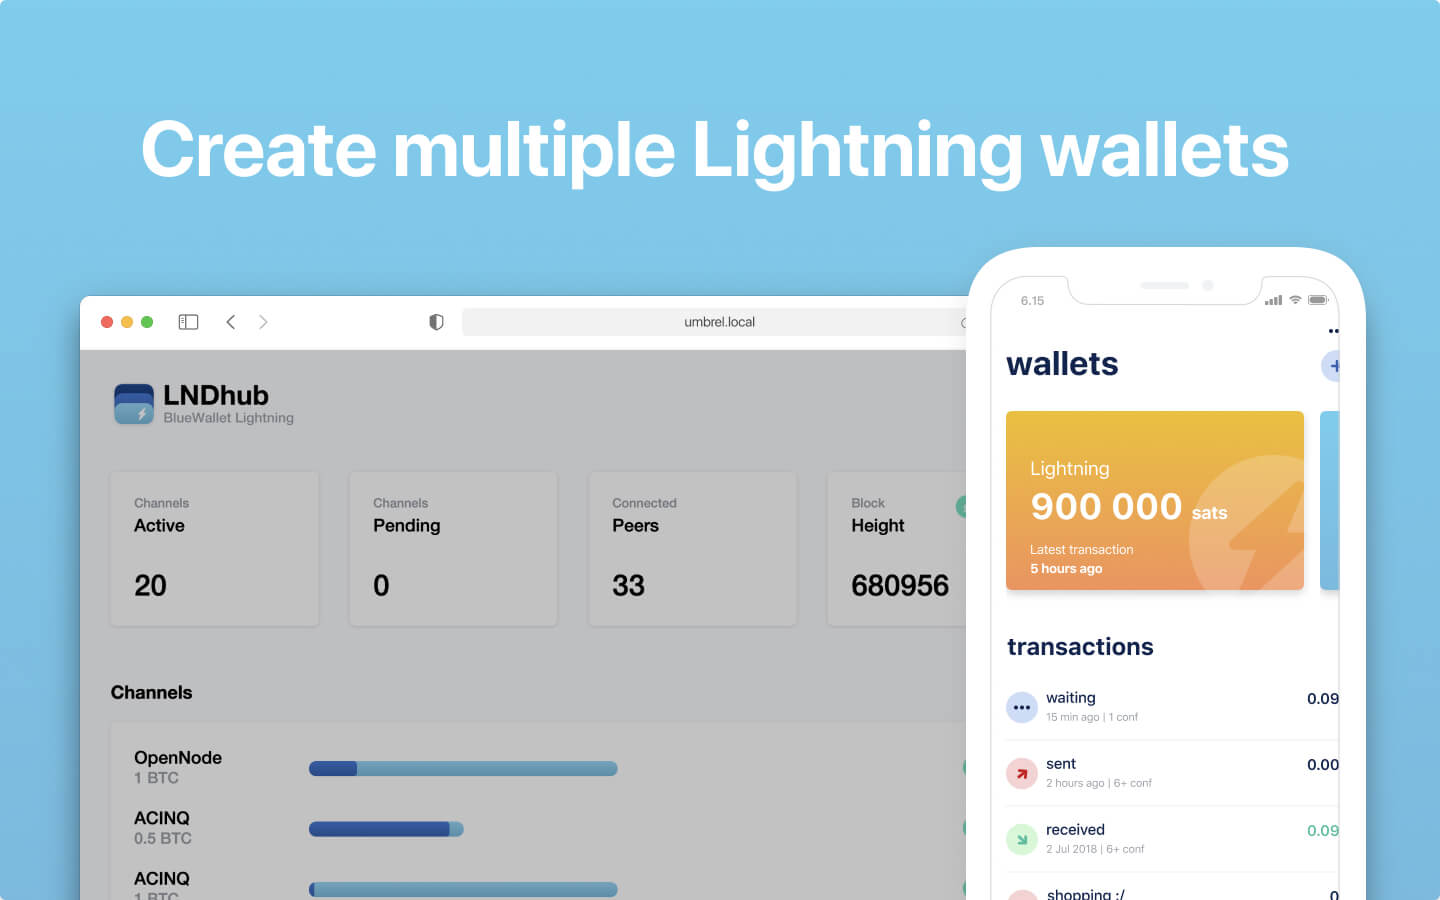 Create multiple Lightning wallets
umbrel.local
LNDhub
BlueWallet Lightning
Channels
Active
20
Channels
Pending
0
Connected
Peers
33
Block
Height
680956
Channels
OpenNode
1 BTC
ACINQ
0.5 BTC
ACINQ
1 BTC
6.15
wallets
Lightning
900 000 sats
Latest transaction
5 hours ago
transactions
waiting
0.09
15 min ago | 1 conf
sent
0.00
2 hours ago | 6+ conf
received
0.09
2 Jul 2018 | 6+ conf
shopping :/
0